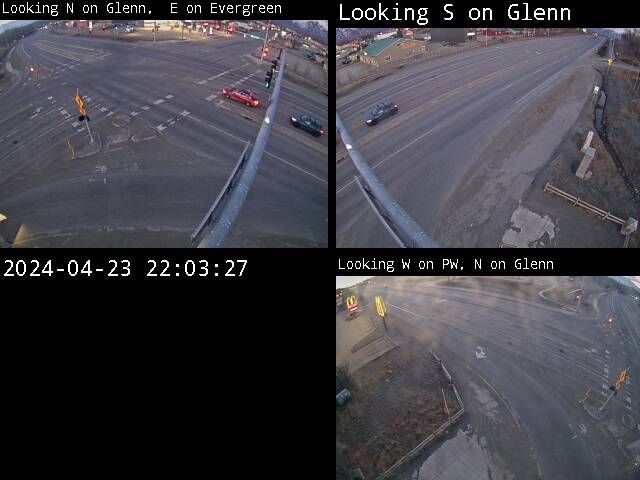 Looking N on Glenn,  E on Evergreen
Looking S on Glenn
2024-04-23 22:03:27
Looking W on PW, N on Glenn